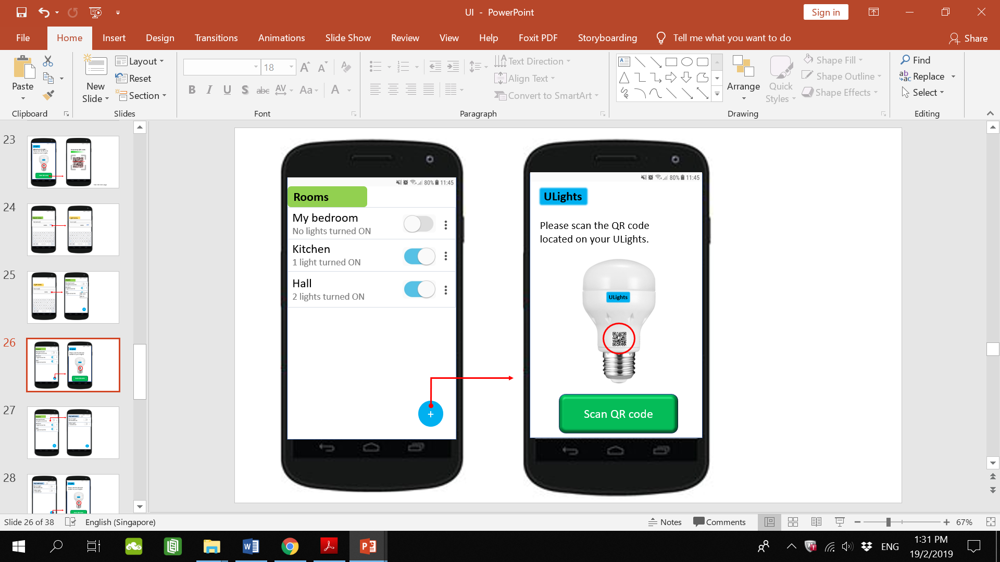 UI - PowerPoint
Sign in
File
Home
Insert
Design
Transitions
Animations
Slide Show
Review
View
Help
Foxit PDF
Storyboarding
Tell me what you want to do
Share
Paste
Clipboard
New
Slide
Layout
Reset
Section
Slides
18
B I U S abc AV Aa A
Font
Text Direction
Align Text
Convert to SmartArt
Paragraph
Arrange
Quick
Styles
Shape Fill
Shape Outline
Shape Effects
Drawing
Find
Replace
Select
Editing
23
24
25
26
27
28
80% 11:45
Rooms
My bedroom
No lights turned ON
Kitchen
1 light turned ON
Hall
2 lights turned ON
+
80% 11:45
ULights
Please scan the QR code
located on your ULights.
ULights
Scan QR code
Slide 26 of 38
English (Singapore)
Notes
Comments
67%
ENG
1:31 PM
19/2/2019